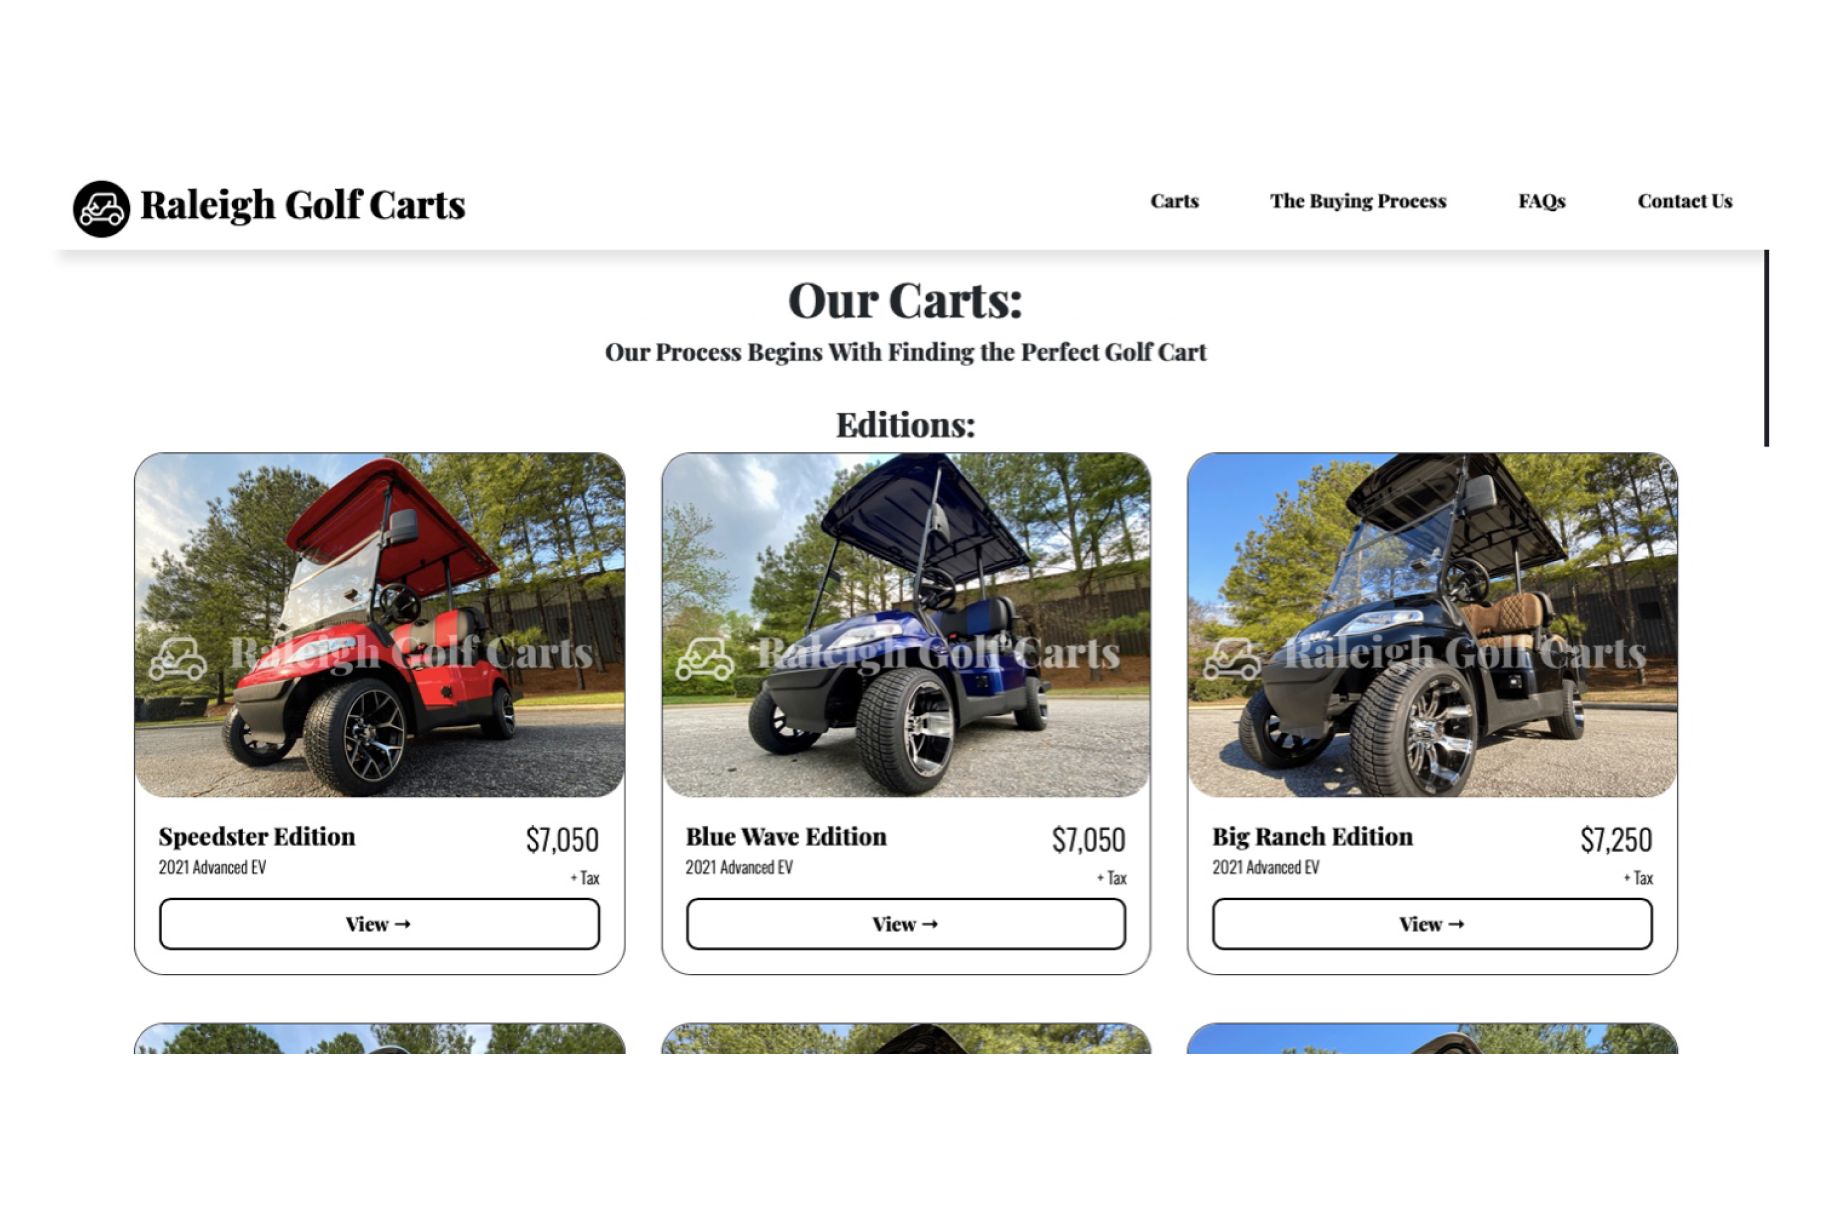 Raleigh Golf Carts
Carts
The Buying Process
FAQs
Contact Us
Our Carts:
Our Process Begins With Finding the Perfect Golf Cart
Editions:
Raleigh Golf Carts
Raleigh Golf Carts
Raleigh Golf Carts
Speedster Edition
$7,050
2021 Advanced EV
+ Tax
View →
Blue Wave Edition
$7,050
2021 Advanced EV
+ Tax
View →
Big Ranch Edition
$7,250
2021 Advanced EV
+ Tax
View →